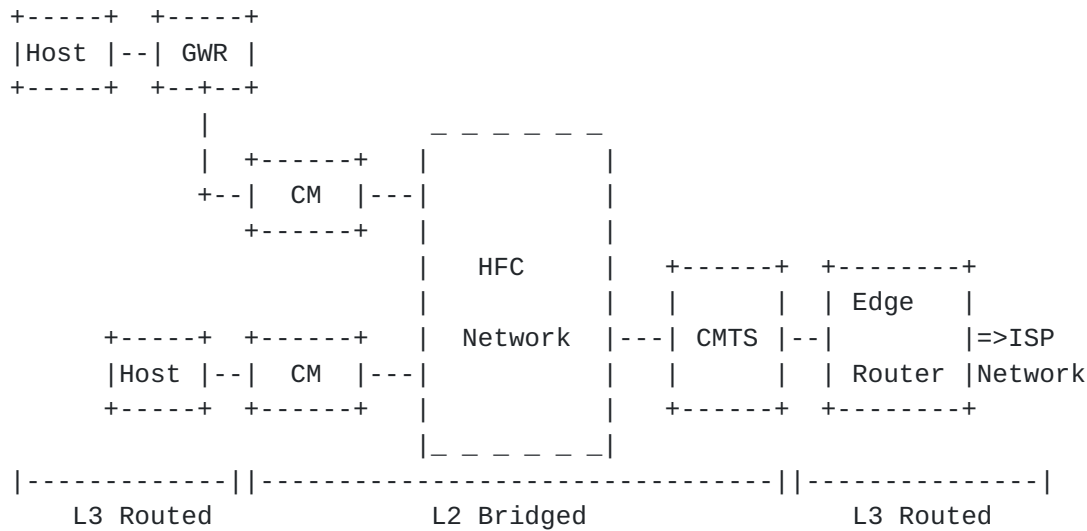 Host GWR
CM
HFC
Edge
Network CMTS =>ISP
Host CM Router Network
L3 Routed L2 Bridged L3 Routed